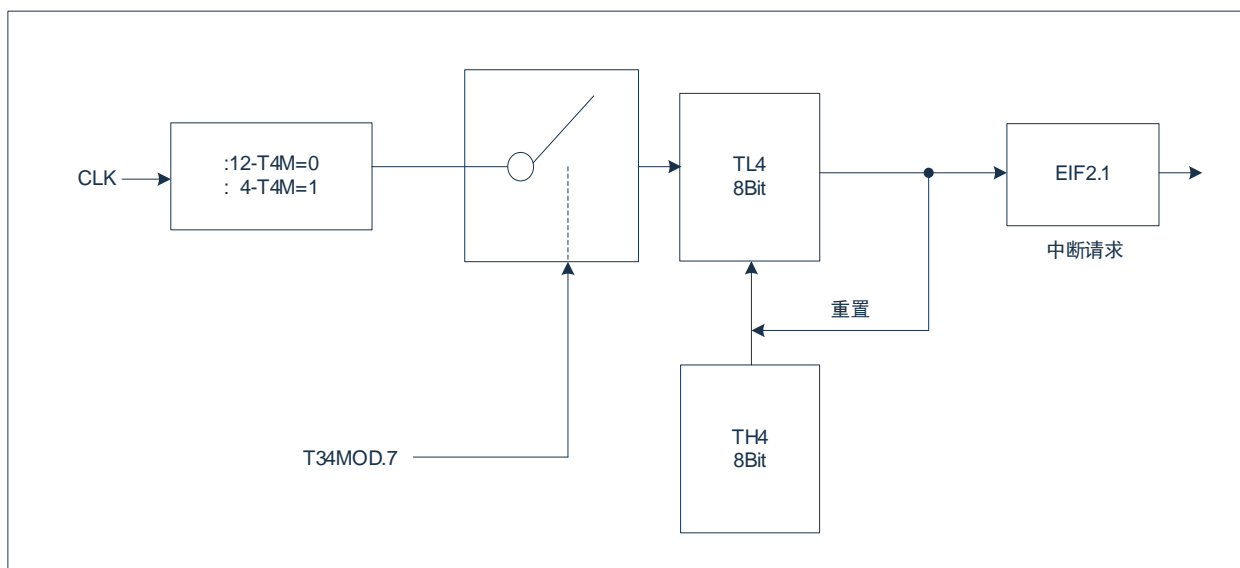 CLK
:12-T4M=0
: 4-T4M=1
TL4
8Bit
EIF2.1
中断请求
重置
TH4
8Bit
T34MOD.7